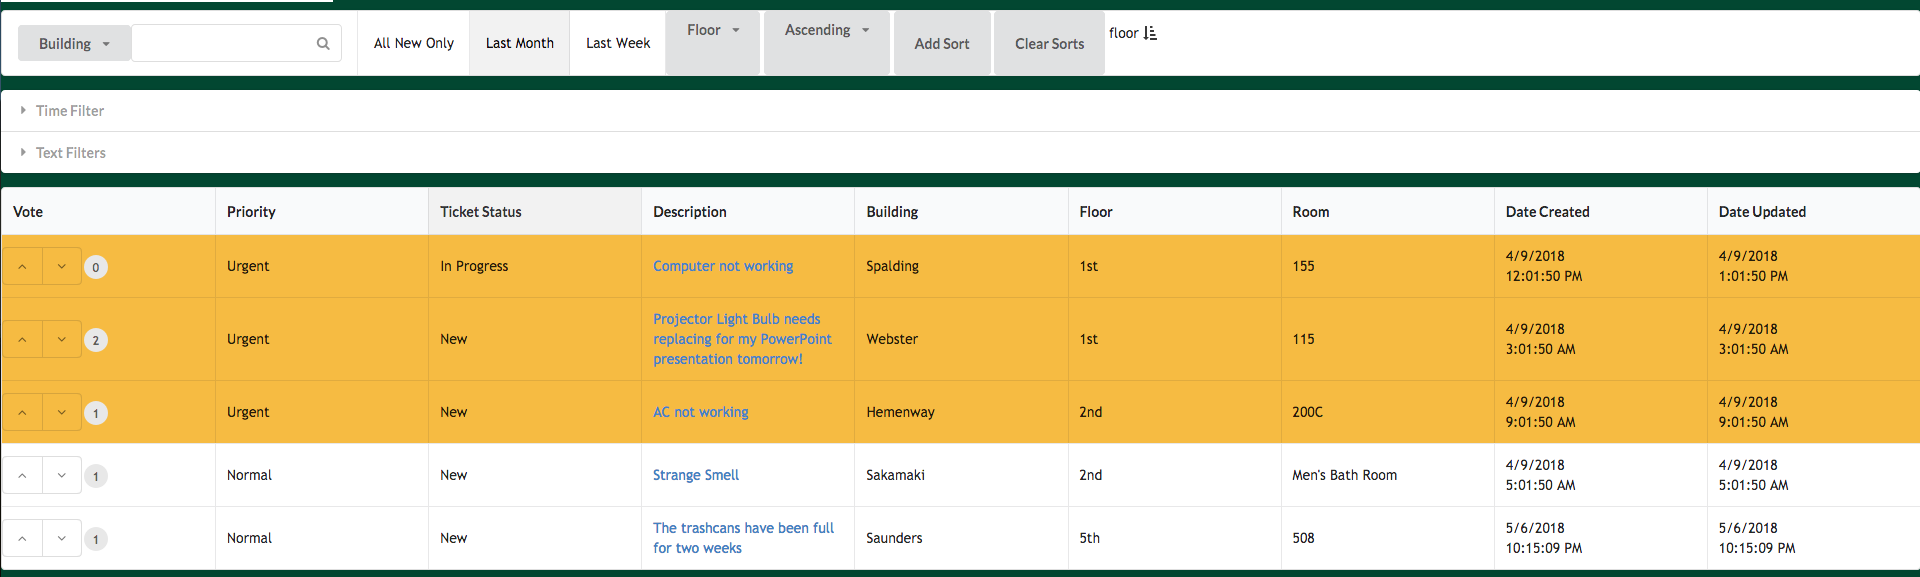 Building All New Only Last Month Last Week Floor Ascending Add Sort Clear Sorts floor
Time Filter
Text Filters
Vote Priority Ticket Status Description Building Floor Room Date Created Date Updated
0 Urgent In Progress Computer not working Spalding 1st 155 4/9/2018 12:01:50 PM 4/9/2018 1:01:50 PM
2 Urgent New Projector Light Bulb needs replacing for my PowerPoint presentation tomorrow! Webster 1st 115 4/9/2018 3:01:50 AM 4/9/2018 3:01:50 AM
1 Urgent New AC not working Hemenway 2nd 200C 4/9/2018 9:01:50 AM 4/9/2018 9:01:50 AM
1 Normal New Strange Smell Sakamaki 2nd Men's Bath Room 4/9/2018 5:01:50 AM 4/9/2018 5:01:50 AM
1 Normal New The trashcans have been full for two weeks Saunders 5th 508 5/6/2018 10:15:09 PM 5/6/2018 10:15:09 PM